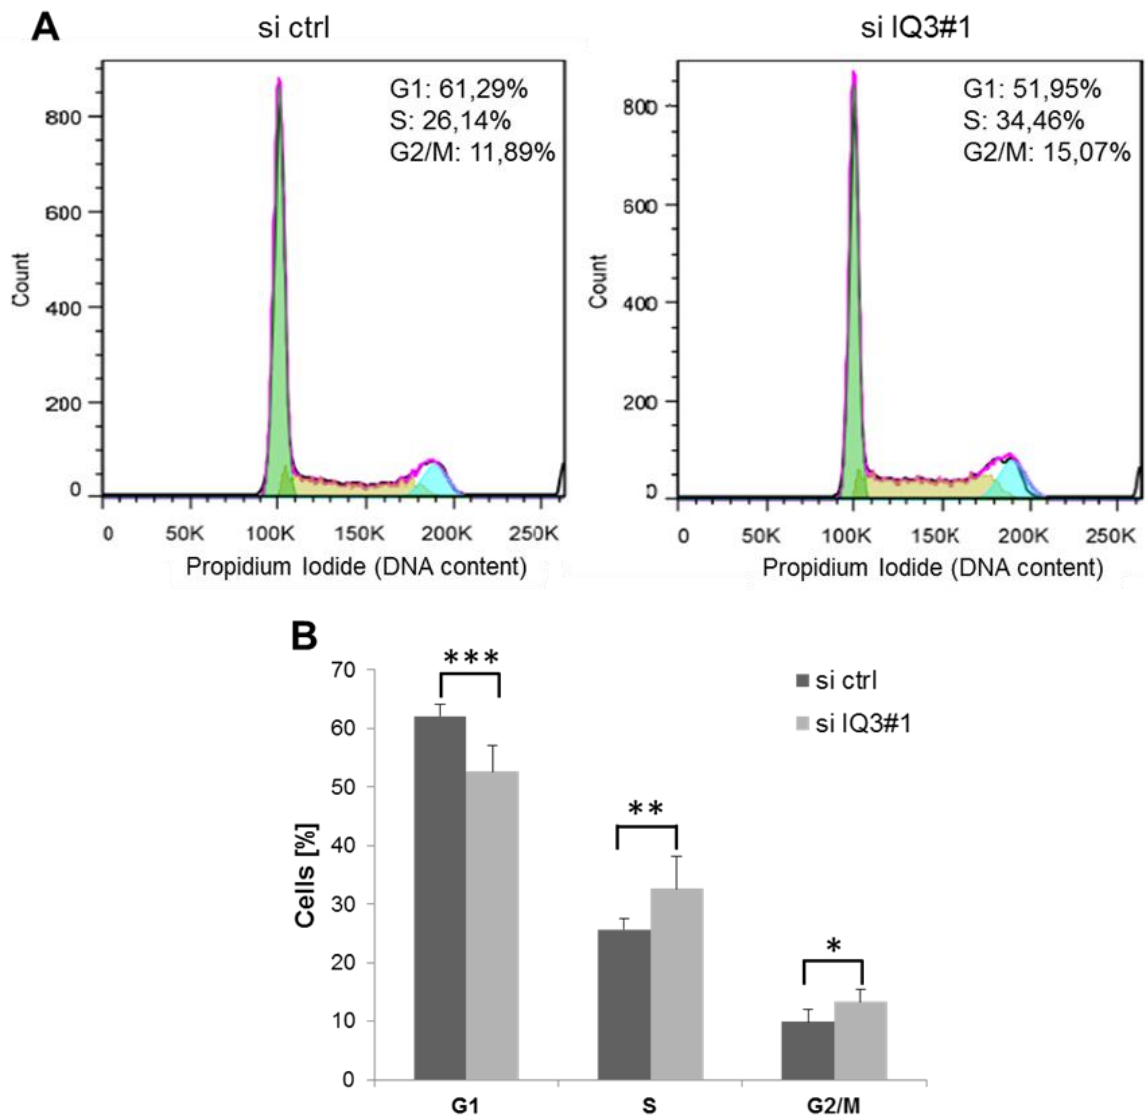 A
si ctrl
si IQ3#1
G1: 61,29%
S: 26,14%
G2/M: 11,89%
800
600
400
200
0
Count
0 50K 100K 150K 200K 250K
Propidium Iodide (DNA content)
G1: 51,95%
S: 34,46%
G2/M: 15,07%
800
600
400
200
0
Count
0 50K 100K 150K 200K 250K
Propidium Iodide (DNA content)
B
70
60
50
40
30
20
10
0
Cells [%]
***
**
*
si ctrl
si IQ3#1
G1 S G2/M